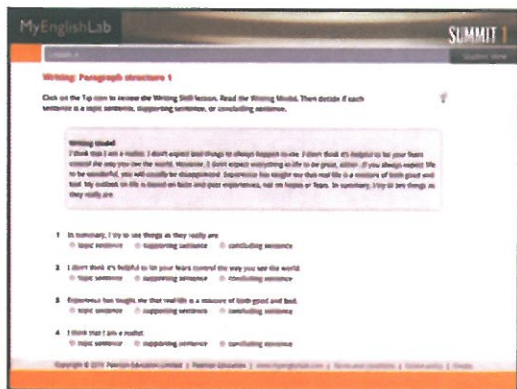 MyEnglishLab
SUMMIT 1
Writing: Paragraph structure 1
Click on the Tip icon to review the Writing Skill lesson. Read the Writing Model. Then decide if each
sentence is a topic sentence, supporting sentence, or concluding sentence.
Writing Model
I think that I am a realist. I don't expect bad things to always happen to me. I don't think it's helpful to let your fears
control the way you see the world. However, I don't expect everything in life to be great, either. If you always expect life
to be wonderful, you will usually be disappointed. Experience has taught me that real life is a mixture of both good and
bad. My outlook on life is based on facts and past experiences, not on hopes or fears. In summary, I try to see things as
they really are.
1 In summary, I try to see things as they really are.
topic sentence supporting sentence concluding sentence
2 I don't think it's helpful to let your fears control the way you see the world.
topic sentence supporting sentence concluding sentence
3 Experience has taught me that real life is a mixture of both good and bad.
topic sentence supporting sentence concluding sentence
4 I think that I am a realist.
topic sentence supporting sentence concluding sentence
Copyright © Pearson Education Limited | Pearson Education |